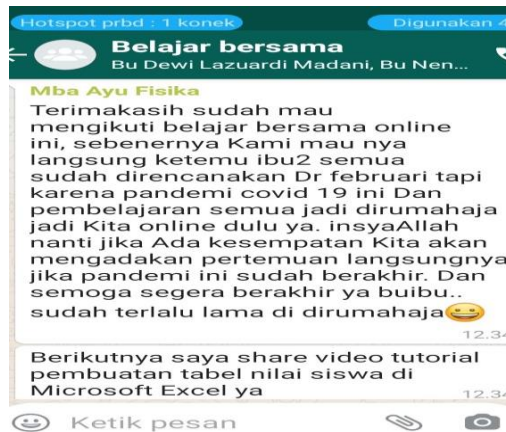 Hotspot prbd : 1 konek
Digunakan 4
Belajar bersama
Bu Dewi Lazuardi Madani, Bu Nen...
Mba Ayu Fisika
Terimakasih sudah mau
mengikuti belajar bersama online
ini, sebenernya Kami mau nya
langsung ketemu ibu2 semua
sudah direncanakan Dr februari tapi
karena pandemi covid 19 ini Dan
pembelajaran semua jadi dirumahaja
jadi Kita online dulu ya. insyaAllah
nanti jika Ada kesempatan Kita akan
mengadakan pertemuan langsungnya
jika pandemi ini sudah berakhir. Dan
semoga segera berakhir ya buibu..
sudah terlalu lama di dirumahaja😀
12.34
Berikutnya saya share video tutorial
pembuatan tabel nilai siswa di
Microsoft Excel ya
12.34
Ketik pesan